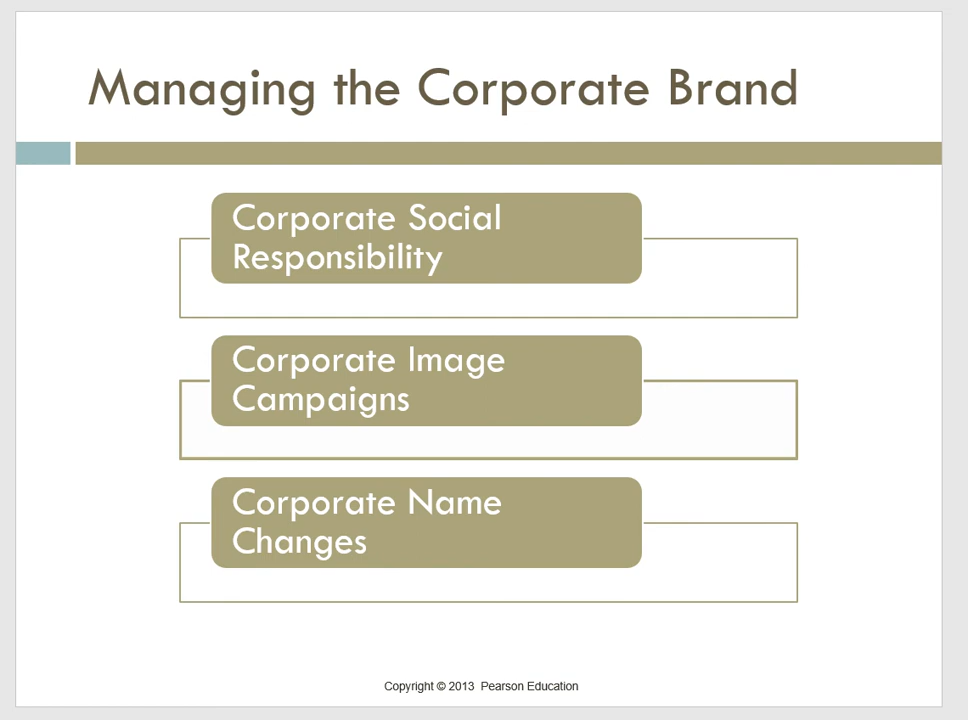 Managing the Corporate Brand
Corporate Social
Responsibility
Corporate Image
Campaigns
Corporate Name
Changes
Copyright © 2013 Pearson Education